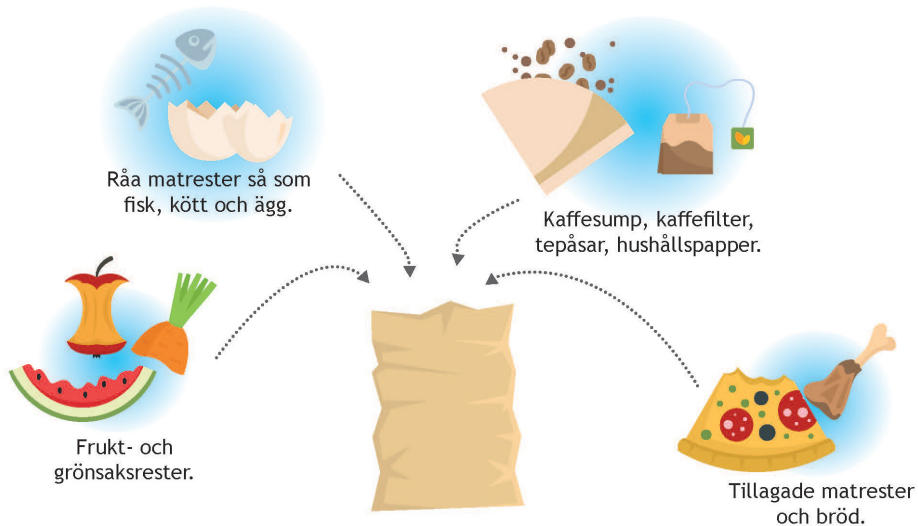 Råa matrester så som
fisk, kött och ägg.
Kaffesump, kaffefilter,
tepåsar, hushållspapper.
Frukt- och
grönsaksrester.
Tillagade matrester
och bröd.